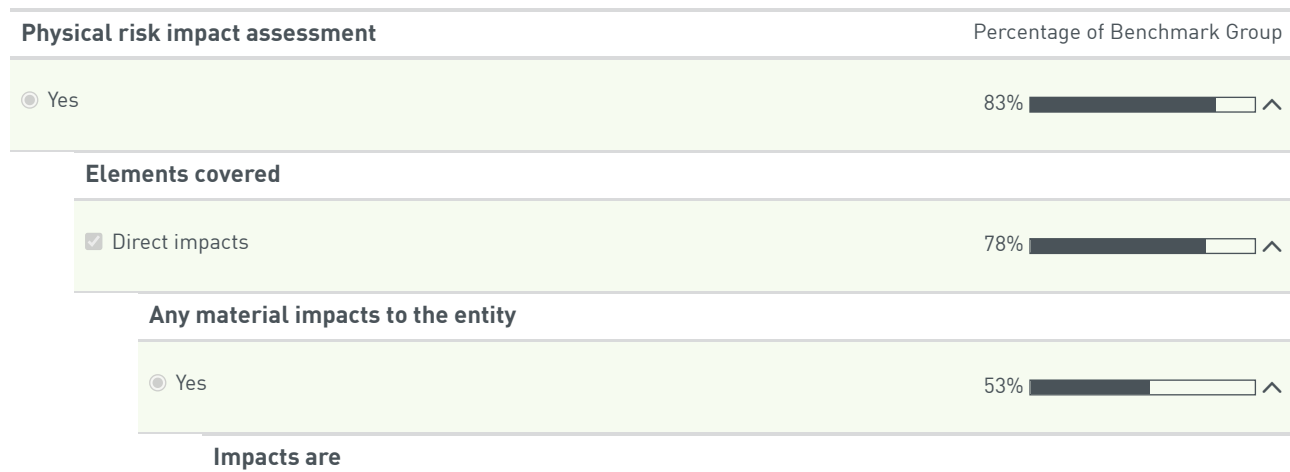 Physical risk impact assessment Percentage of Benchmark Group
Yes 83%
Elements covered
Direct impacts 78%
Any material impacts to the entity
Yes 53%
Impacts are